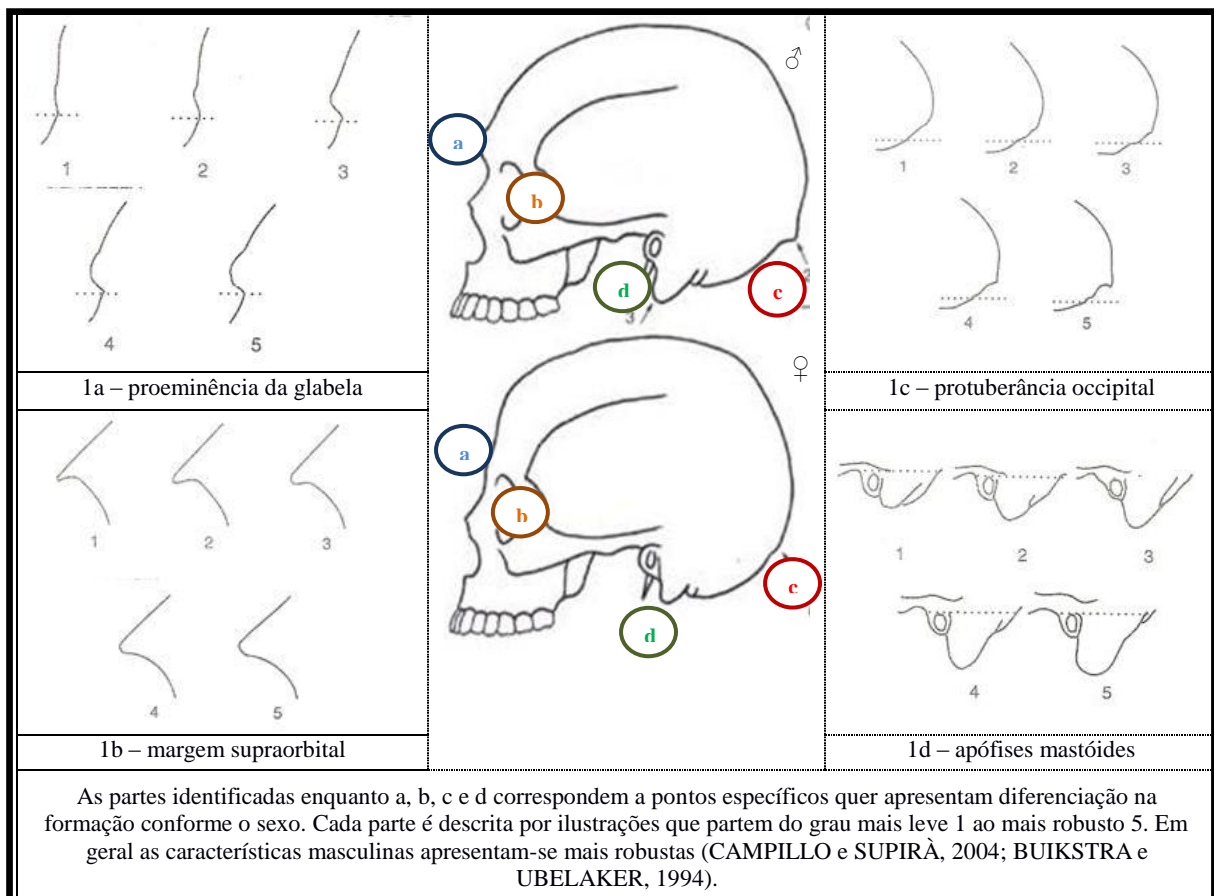 1
2
3
4
5
1a – proeminência da glabela
1
2
3
4
5
1b – margem supraorbital
♂
a
b
d
c
3
♀
a
b
c
d
1
2
3
4
5
1c – protuberância occipital
1
2
3
4
5
1d – apófises mastóides
As partes identificadas enquanto a, b, c e d correspondem a pontos específicos quer apresentam diferenciação na
formação conforme o sexo. Cada parte é descrita por ilustrações que partem do grau mais leve 1 ao mais robusto 5. Em
geral as características masculinas apresentam-se mais robustas (CAMPILLO e SUPIRÀ, 2004; BUIKSTRA e
UBELAKER, 1994).